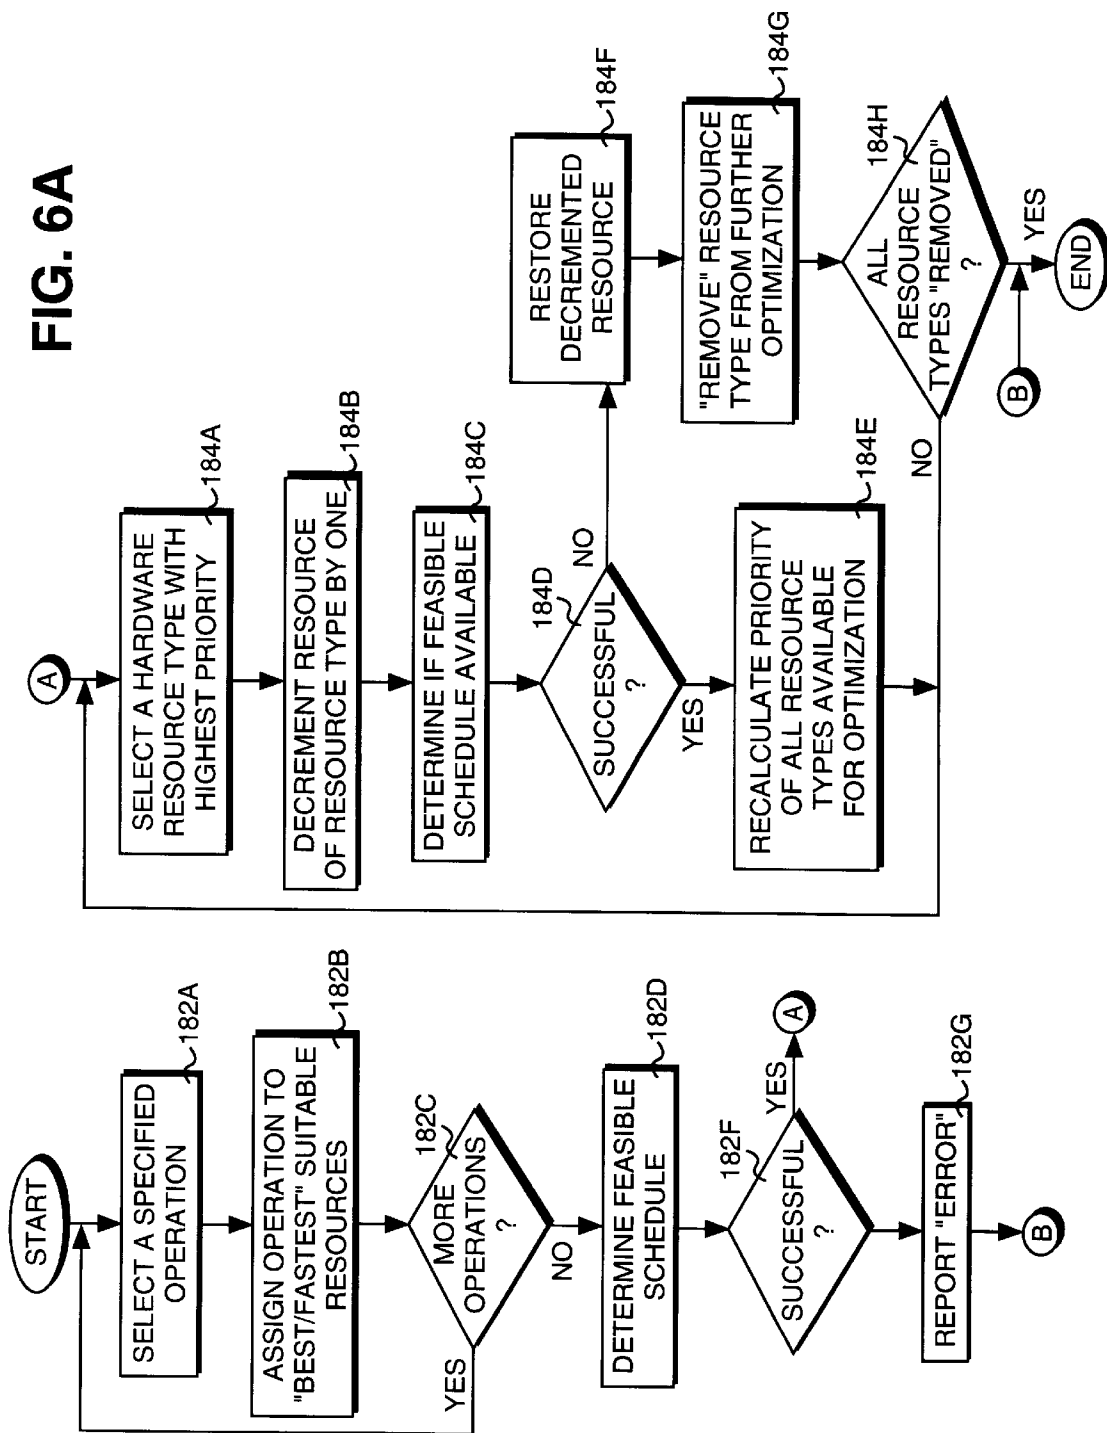 FIG. 6A
START
SELECT A SPECIFIED
OPERATION
182A
ASSIGN OPERATION TO
"BEST/FASTEST" SUITABLE
RESOURCES
182B
MORE
OPERATIONS
?
182C
YES
NO
DETERMINE FEASIBLE
SCHEDULE
182D
SUCCESSFUL
?
182F
YES
A
REPORT "ERROR"
182G
B
A
SELECT A HARDWARE
RESOURCE TYPE WITH
HIGHEST PRIORITY
184A
DECREMENT RESOURCE
OF RESOURCE TYPE BY ONE
184B
DETERMINE IF FEASIBLE
SCHEDULE AVAILABLE
184C
SUCCESSFUL
?
184D
NO
YES
RECALCULATE PRIORITY
OF ALL RESOURCE
TYPES AVAILABLE
FOR OPTIMIZATION
184E
RESTORE
DECREMENTED
RESOURCE
184F
"REMOVE" RESOURCE
TYPE FROM FURTHER
OPTIMIZATION
184G
ALL
RESOURCE
TYPES "REMOVED"
?
184H
NO
YES
B
END